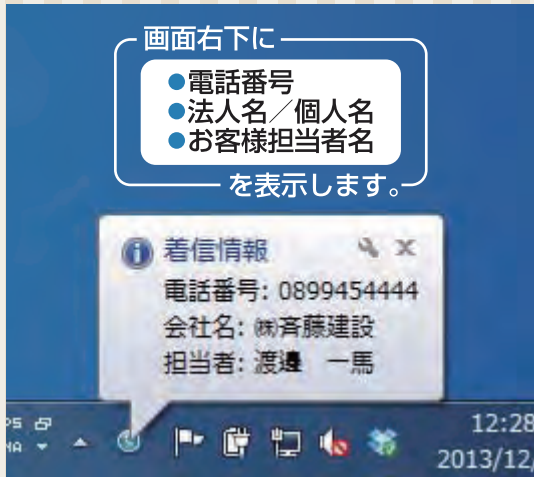 画面右下に
●電話番号
●法人名／個人名
●お客様担当者名
を表示します。
着信情報
電話番号: 0899454444
会社名: ㈱斉藤建設
担当者: 渡邊　一馬
12:28
2013/12/